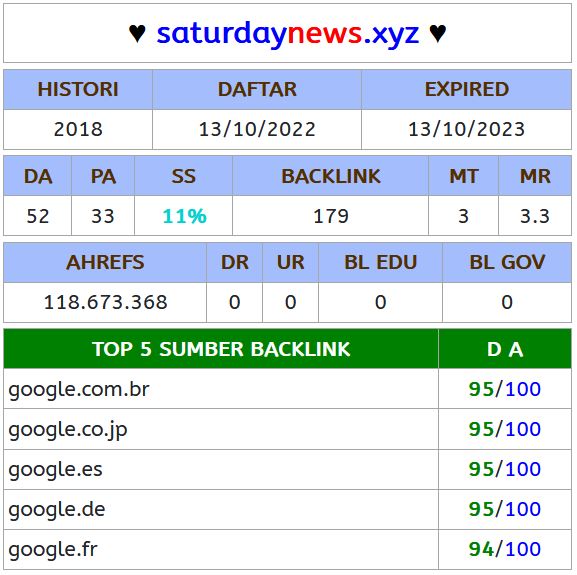 ♥ saturdaynews.xyz ♥
HISTORI DAFTAR EXPIRED
2018 13/10/2022 13/10/2023
DA PA SS BACKLINK MT MR
52 33 11% 179 3 3.3
AHREFS DR UR BL EDU BL GOV
118.673.368 0 0 0 0
TOP 5 SUMBER BACKLINK D A
google.com.br 95/100
google.co.jp 95/100
google.es 95/100
google.de 95/100
google.fr 94/100